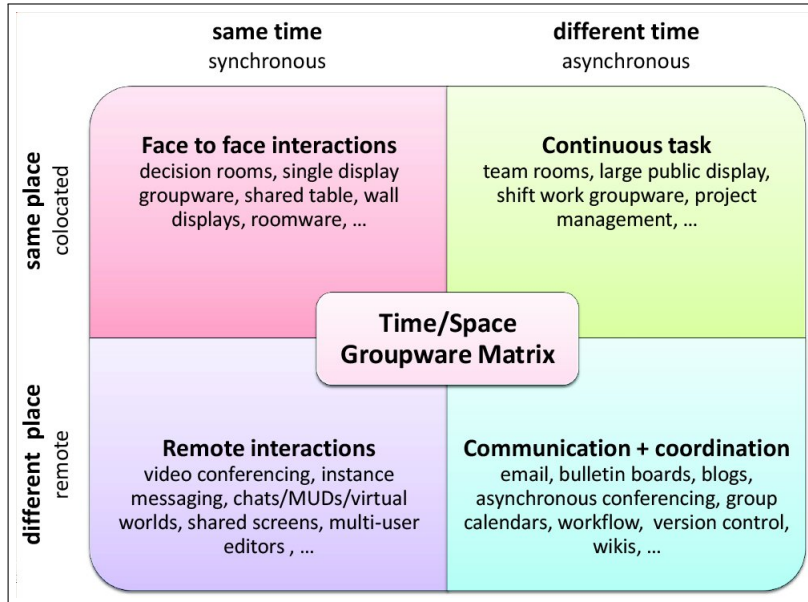 same time
synchronous
different time
asynchronous
same place
colocated
Face to face interactions
decision rooms, single display
groupware, shared table, wall
displays, roomware, ...
Continuous task
team rooms, large public display,
shift work groupware, project
management, ...
Time/Space
Groupware Matrix
different place
remote
Remote interactions
video conferencing, instance
messaging, chats/MUDs/virtual
worlds, shared screens, multi-user
editors , ...
Communication + coordination
email, bulletin boards, blogs,
asynchronous conferencing, group
calendars, workflow, version control,
wikis, ...